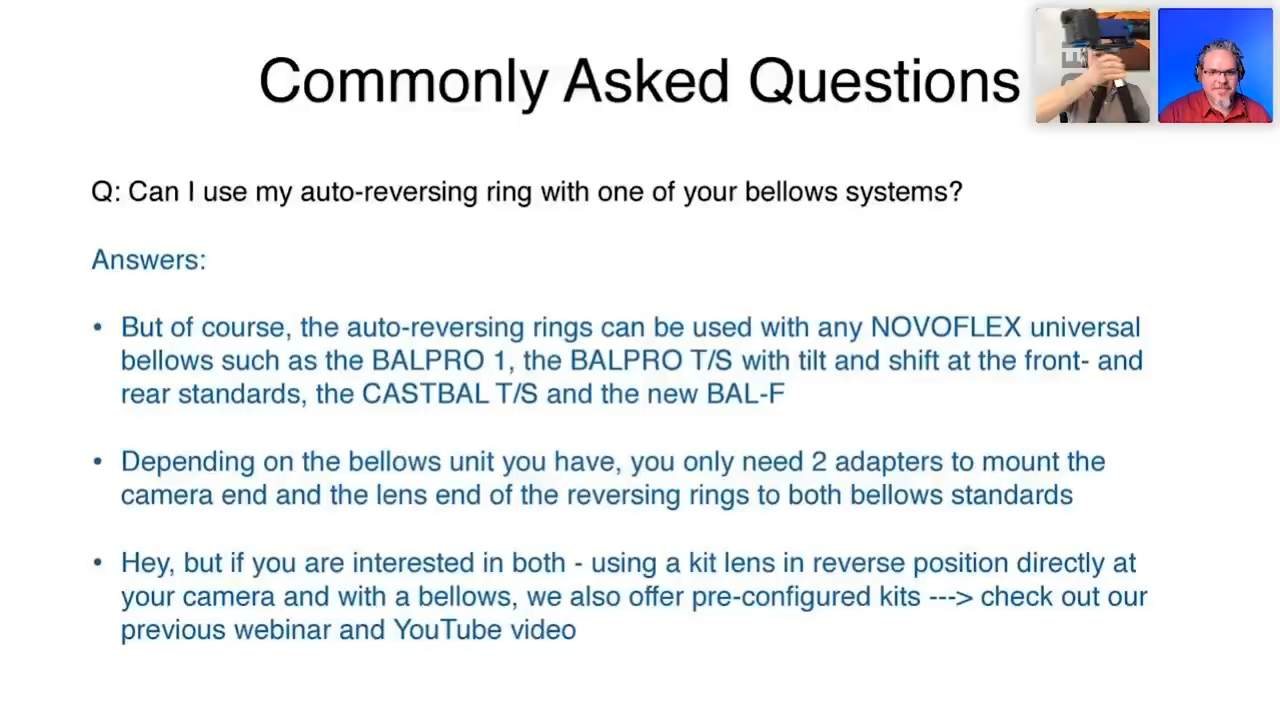 Commonly Asked Questions
Q: Can I use my auto-reversing ring with one of your bellows systems?
Answers:
• But of course, the auto-reversing rings can be used with any NOVOFLEX universal
bellows such as the BALPRO 1, the BALPRO T/S with tilt and shift at the front- and
rear standards, the CASTBAL T/S and the new BAL-F
• Depending on the bellows unit you have, you only need 2 adapters to mount the
camera end and the lens end of the reversing rings to both bellows standards
• Hey, but if you are interested in both - using a kit lens in reverse position directly at
your camera and with a bellows, we also offer pre-configured kits ---> check out our
previous webinar and YouTube video